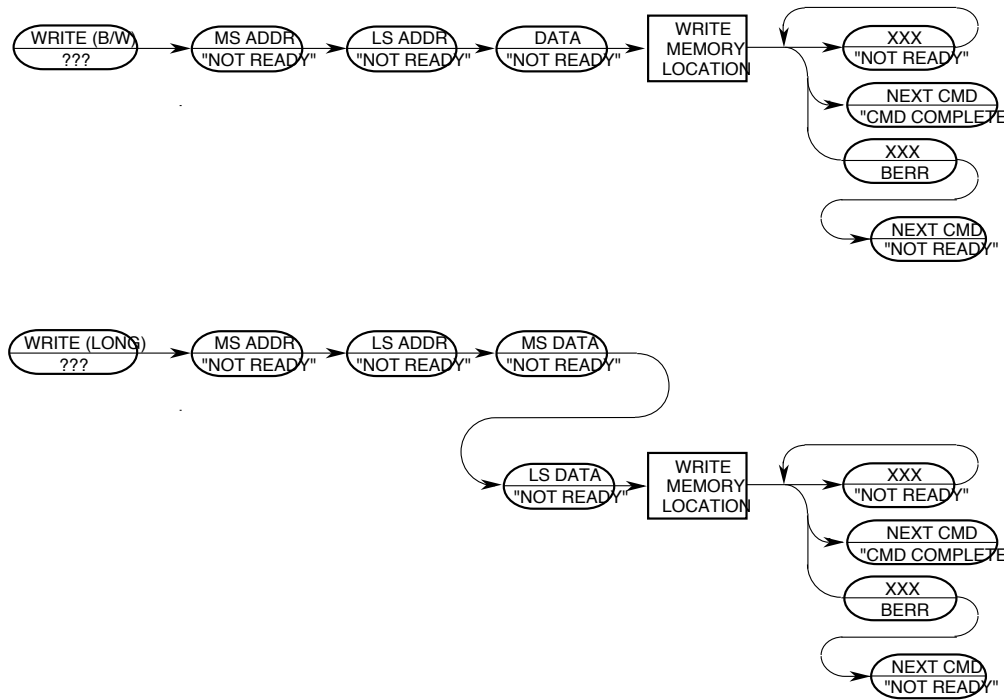 WRITE (B/W)
???
MS ADDR
"NOT READY"
LS ADDR
"NOT READY"
DATA
"NOT READY"
WRITE
MEMORY
LOCATION
XXX
"NOT READY"
NEXT CMD
"CMD COMPLETE
XXX
BERR
NEXT CMD
"NOT READY"
WRITE (LONG)
???
MS ADDR
"NOT READY"
LS ADDR
"NOT READY"
MS DATA
"NOT READY"
LS DATA
"NOT READY"
WRITE
MEMORY
LOCATION
XXX
"NOT READY"
NEXT CMD
"CMD COMPLETE
XXX
BERR
NEXT CMD
"NOT READY"